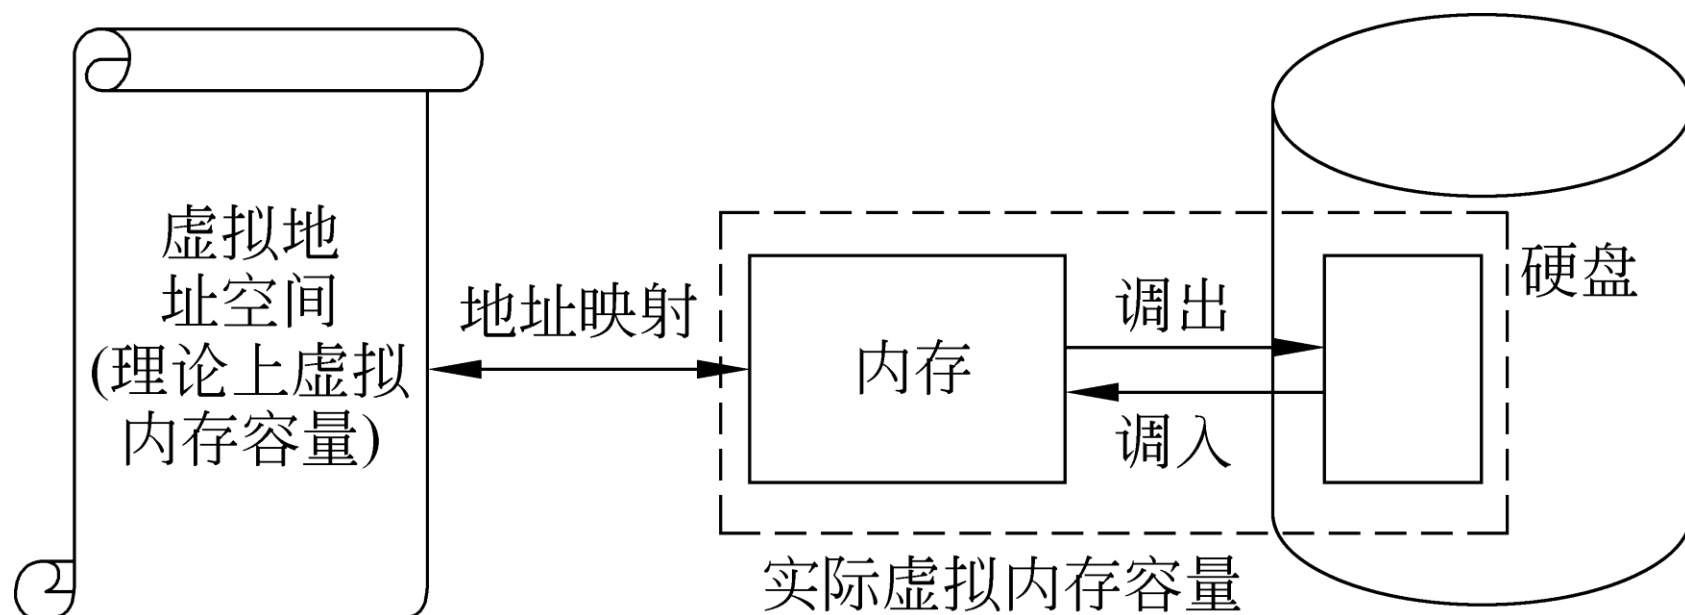 虚拟地
址空间
(理论上虚拟
内存容量)
地址映射
内存
调出
调入
硬盘
实际虚拟内存容量